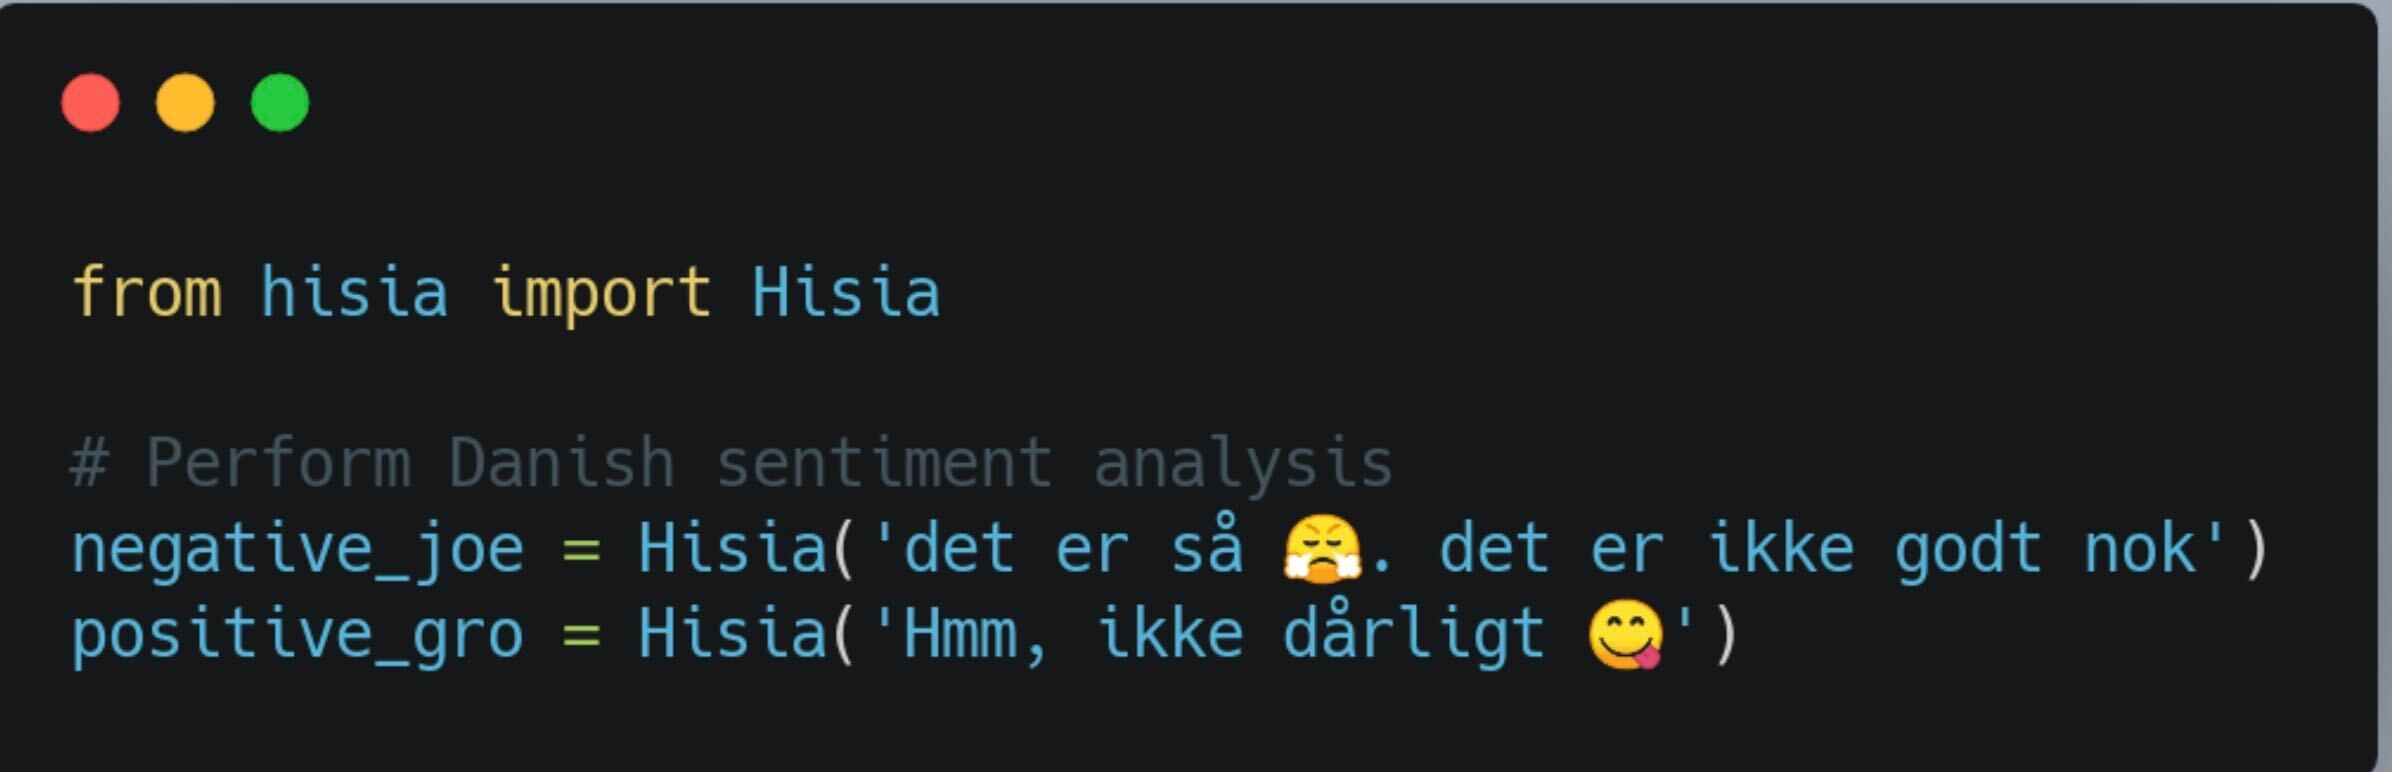 from hisia import Hisia
# Perform Danish sentiment analysis
negative_joe = Hisia('det er så 😤. det er ikke godt nok')
positive_gro = Hisia('Hmm, ikke dårligt 😋')